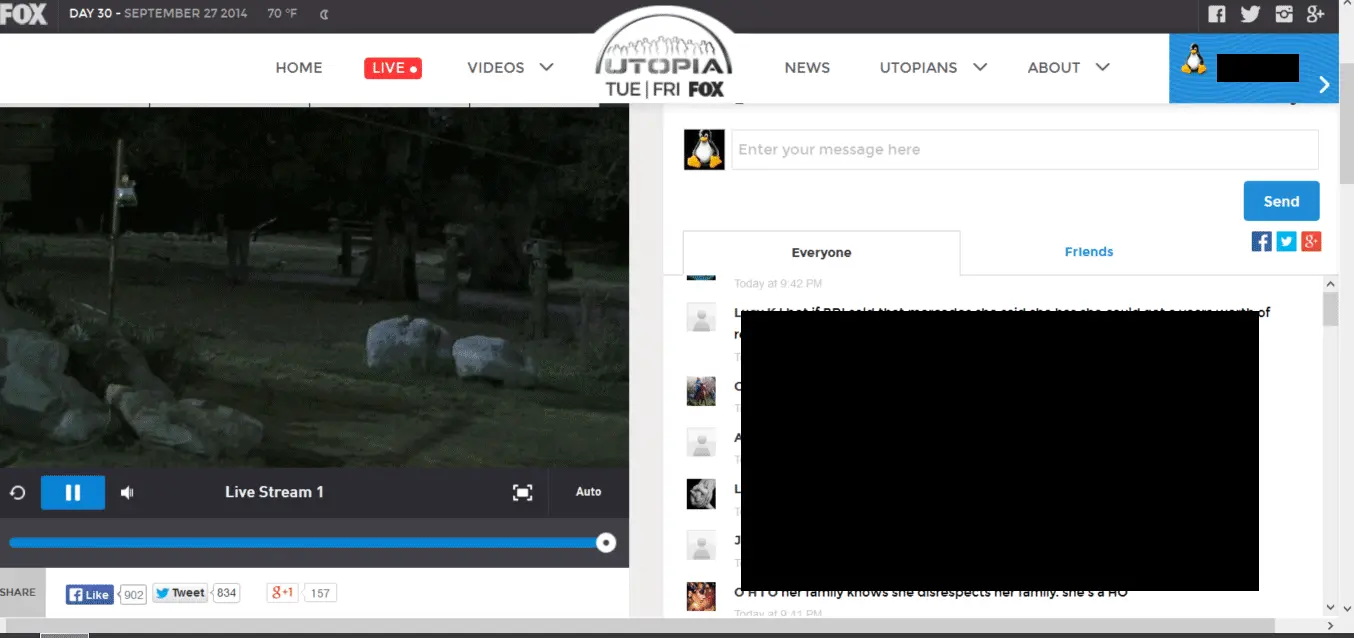 FOX DAY 30 - SEPTEMBER 27 2014 70 °F
HOME LIVE VIDEOS UTOPIA NEWS UTOPIANS ABOUT
TUE | FRI FOX
Enter your message here
Send
Everyone Friends
Today at 9:42 PM
Live Stream 1 Auto
SHARE Like 902 Tweet 834 g+1 157
O H I O her family knows she disrespects her family. she's a HO
Today at 9:41 PM